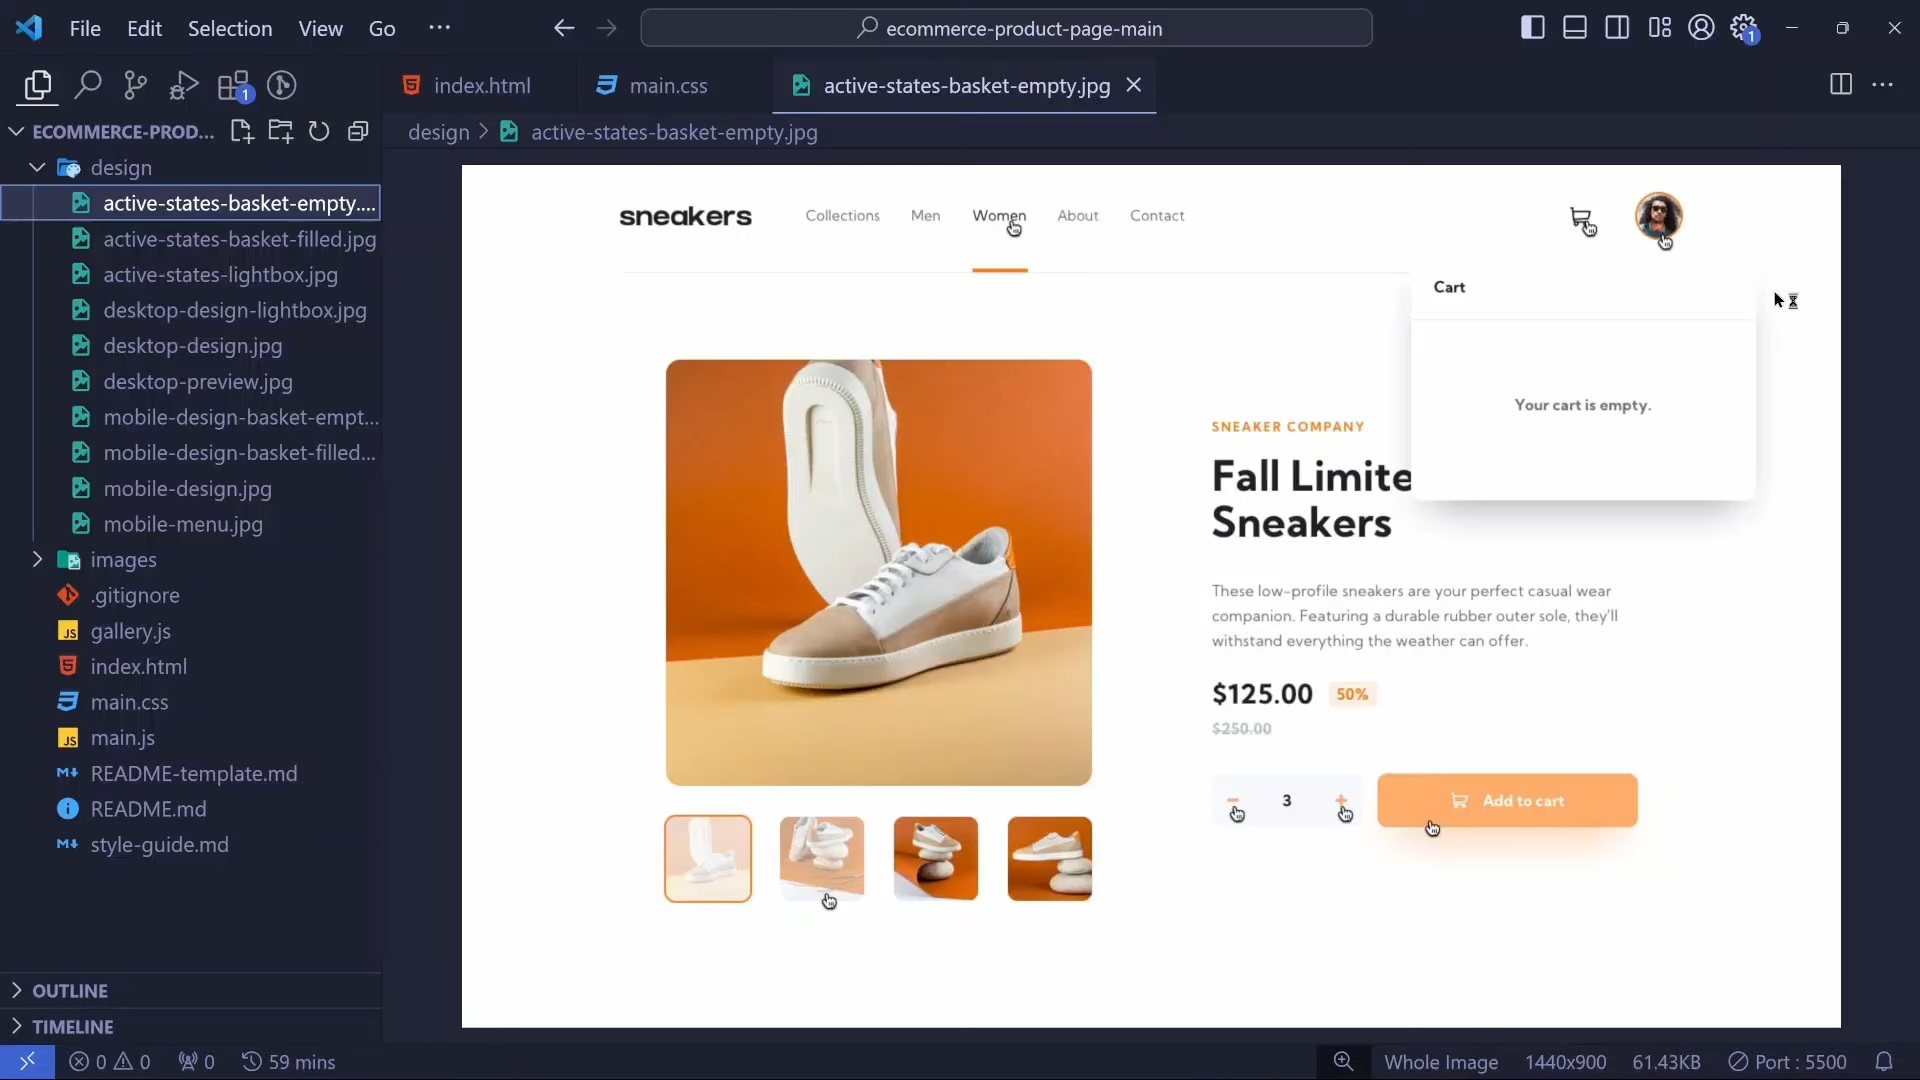 File Edit Selection View Go ···
ecommerce-product-page-main
1
1
index.html
main.css
active-states-basket-empty.jpg
ECOMMERCE-PROD...
design > active-states-basket-empty.jpg
design
active-states-basket-empty....
active-states-basket-filled.jpg
active-states-lightbox.jpg
desktop-design-lightbox.jpg
desktop-design.jpg
desktop-preview.jpg
mobile-design-basket-empt...
mobile-design-basket-filled...
mobile-design.jpg
mobile-menu.jpg
images
.gitignore
JS gallery.js
index.html
main.css
JS main.js
README-template.md
README.md
style-guide.md
OUTLINE
TIMELINE
sneakers Collections Men Women About Contact
Cart
Your cart is empty.
SNEAKER COMPANY
Fall Limite
Sneakers
These low-profile sneakers are your perfect casual wear
companion. Featuring a durable rubber outer sole, they'll
withstand everything the weather can offer.
$125.00 50%
$250.00
3
Add to cart
0 0 0 59 mins
Whole Image 1440x900 61.43KB Port : 5500